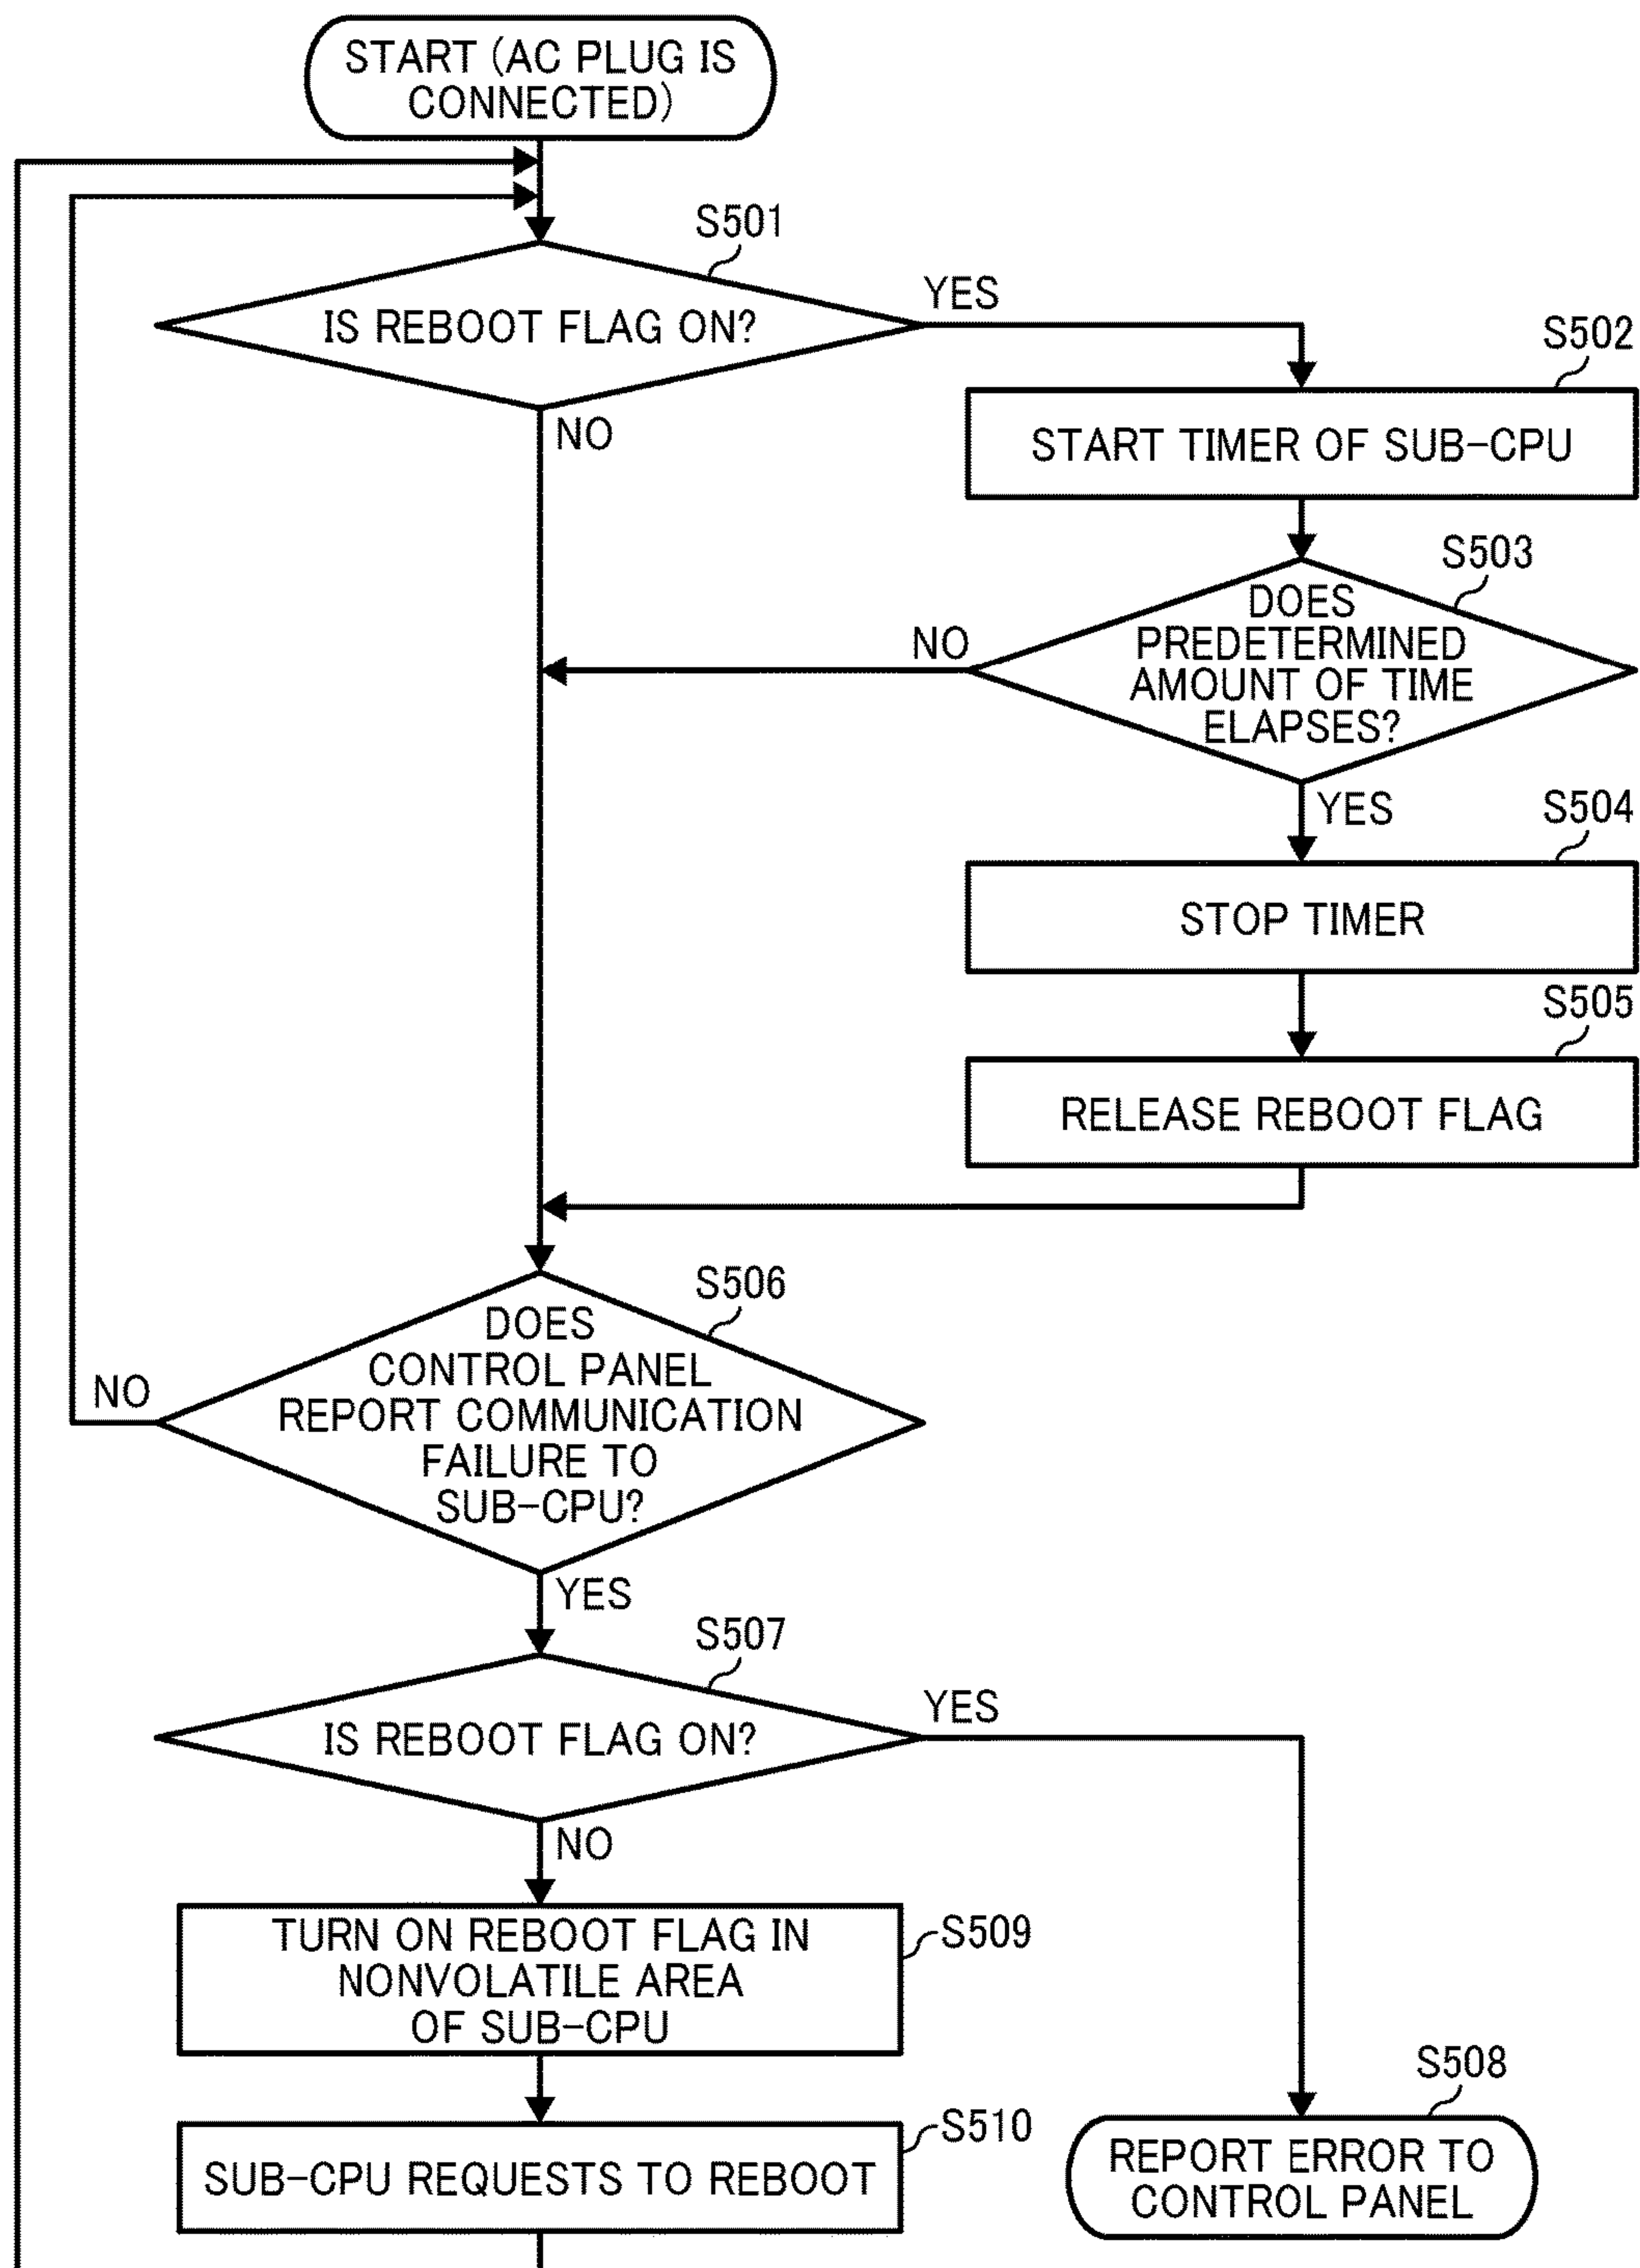 START (AC PLUG IS
CONNECTED)
S501
IS REBOOT FLAG ON?
YES
NO
S502
START TIMER OF SUB-CPU
S503
DOES
PREDETERMINED
AMOUNT OF TIME
ELAPSES?
NO
YES
S504
STOP TIMER
S505
RELEASE REBOOT FLAG
S506
DOES
CONTROL PANEL
REPORT COMMUNICATION
FAILURE TO
SUB-CPU?
NO
YES
S507
IS REBOOT FLAG ON?
YES
NO
TURN ON REBOOT FLAG IN
NONVOLATILE AREA
OF SUB-CPU
S509
SUB-CPU REQUESTS TO REBOOT
S510
S508
REPORT ERROR TO
CONTROL PANEL